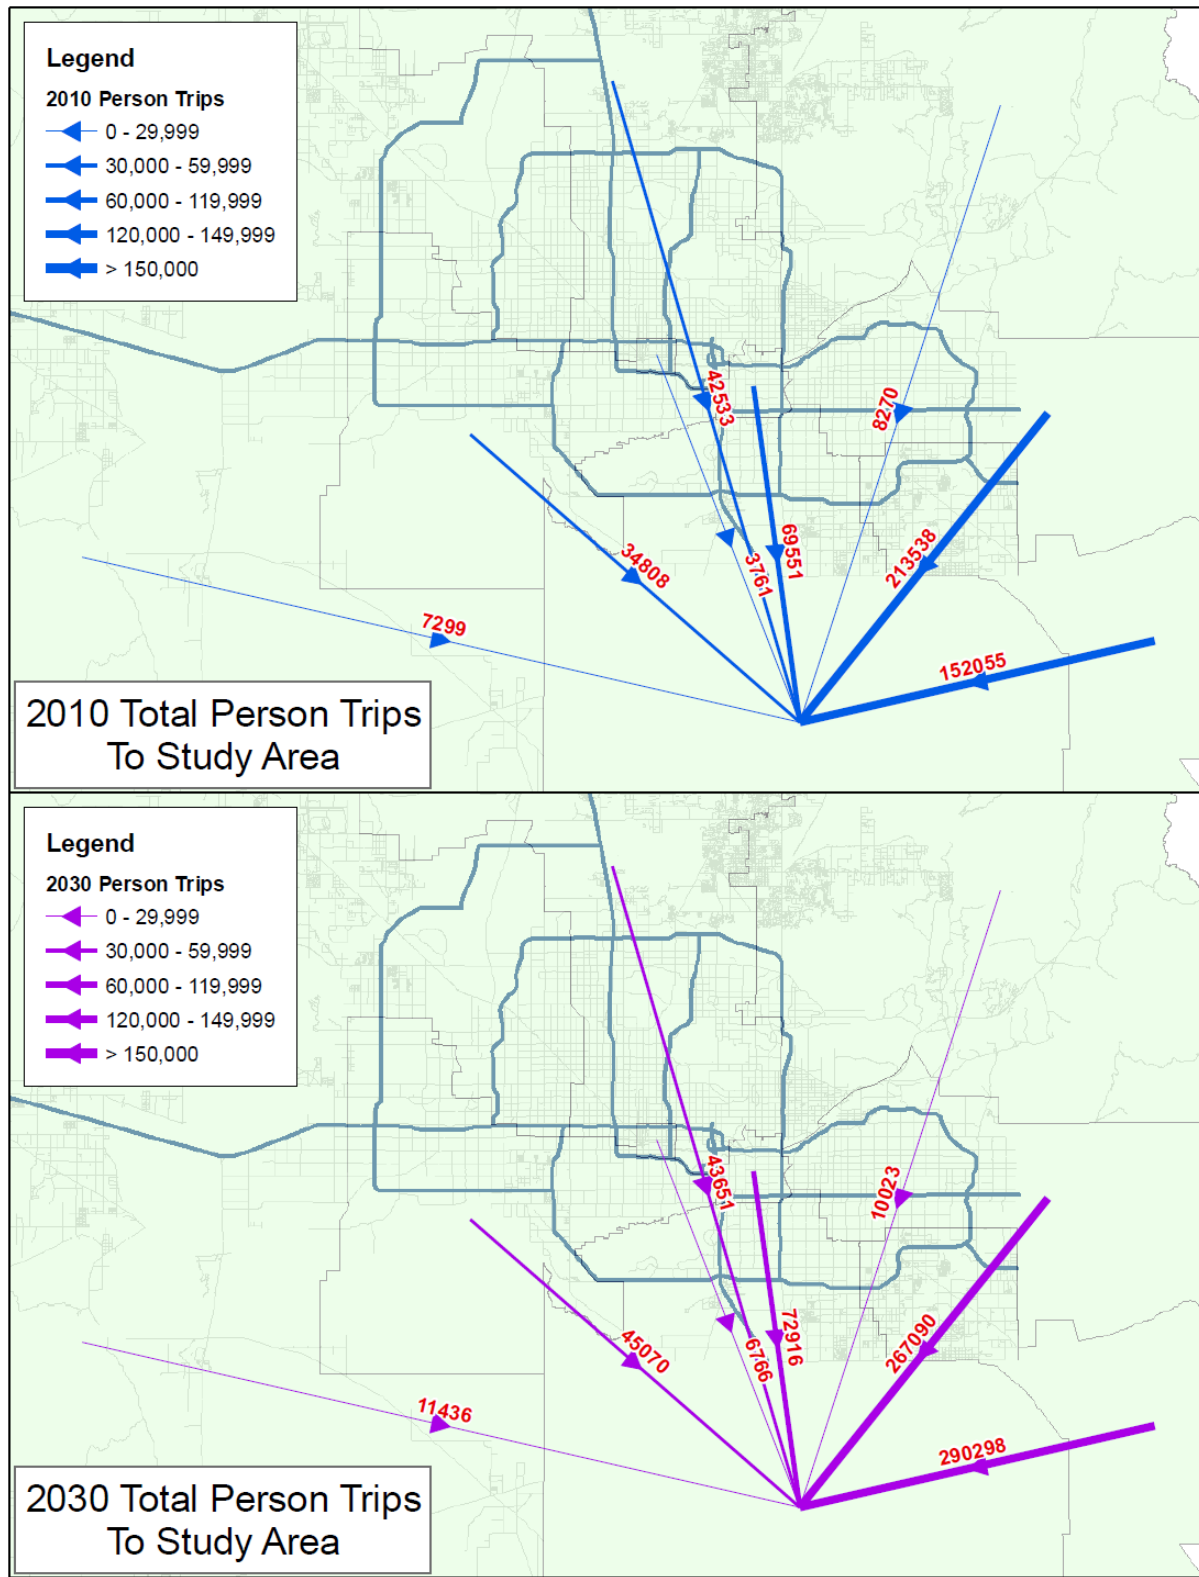 Legend
2010 Person Trips
0 - 29,999
30,000 - 59,999
60,000 - 119,999
120,000 - 149,999
> 150,000
42533
8270
69551
3761
213538
34808
7299
152055
2010 Total Person Trips
To Study Area
Legend
2030 Person Trips
0 - 29,999
30,000 - 59,999
60,000 - 119,999
120,000 - 149,999
> 150,000
43651
10023
72916
6766
267090
45070
11436
290298
2030 Total Person Trips
To Study Area